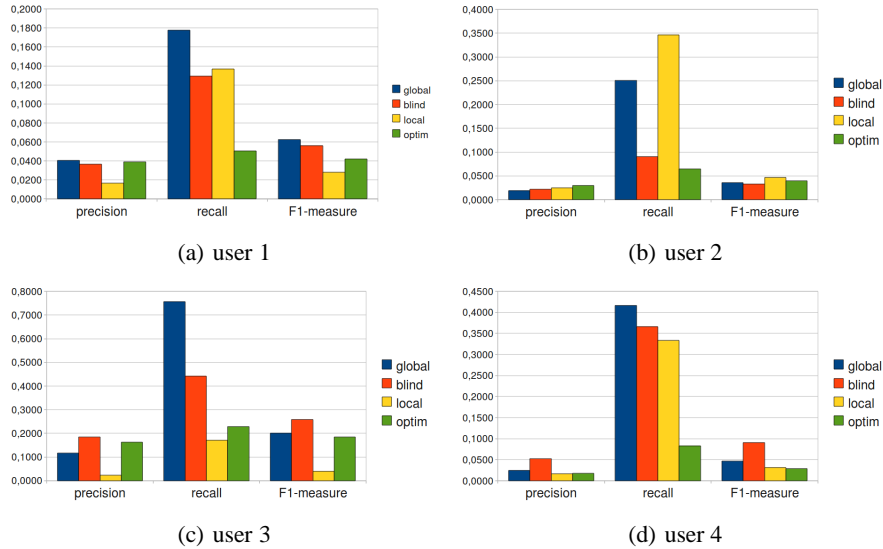 0,2000
0,1800
0,1600
0,1400
0,1200
0,1000
0,0800
0,0600
0,0400
0,0200
0,0000
precision recall F1-measure
global
blind
local
optim
(a) user 1
0,4000
0,3500
0,3000
0,2500
0,2000
0,1500
0,1000
0,0500
0,0000
precision recall F1-measure
global
blind
local
optim
(b) user 2
0,8000
0,7000
0,6000
0,5000
0,4000
0,3000
0,2000
0,1000
0,0000
precision recall F1-measure
global
blind
local
optim
(c) user 3
0,4500
0,4000
0,3500
0,3000
0,2500
0,2000
0,1500
0,1000
0,0500
0,0000
precision recall F1-measure
global
blind
local
optim
(d) user 4